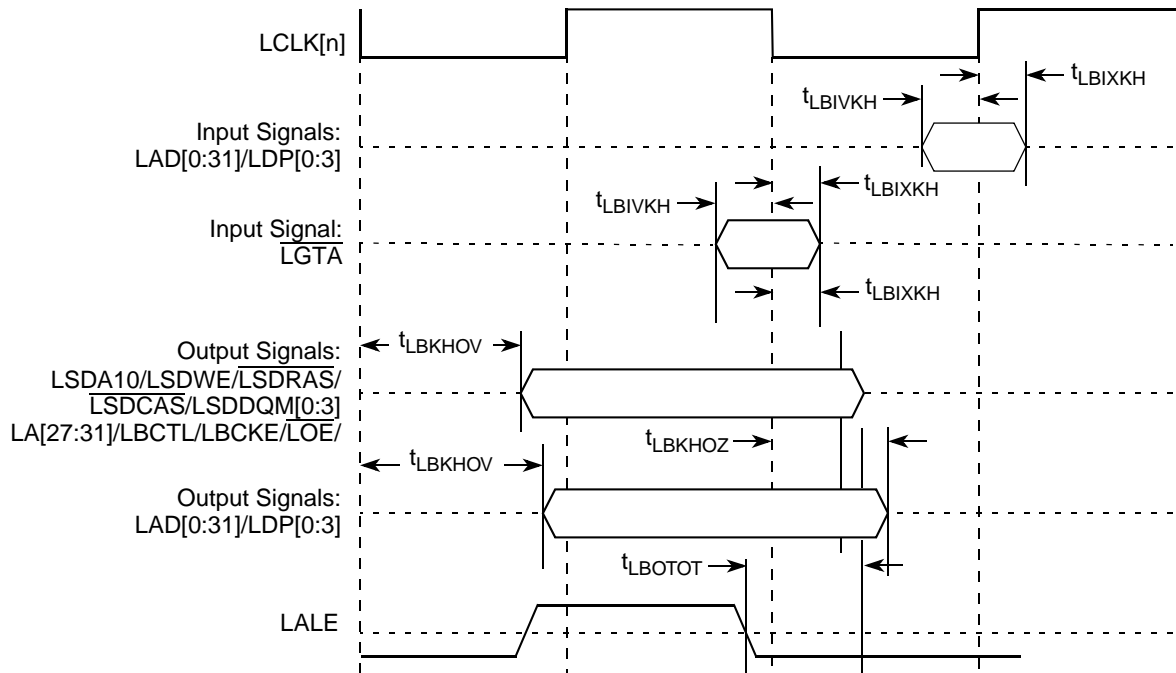 LCLK[n]
tLBIXKH
tLBIVKH
Input Signals:
LAD[0:31]/LDP[0:3]
tLBIXKH
tLBIVKH
Input Signal:
LGTA
tLBIXKH
tLBKHOV
Output Signals:
LSDA10/LSDWE/LSDRAS/
LSDCAS/LSDDQM[0:3]
LA[27:31]/LBCTL/LBCKE/LOE/
tLBKHOZ
tLBKHOV
Output Signals:
LAD[0:31]/LDP[0:3]
tLBOTOT
LALE